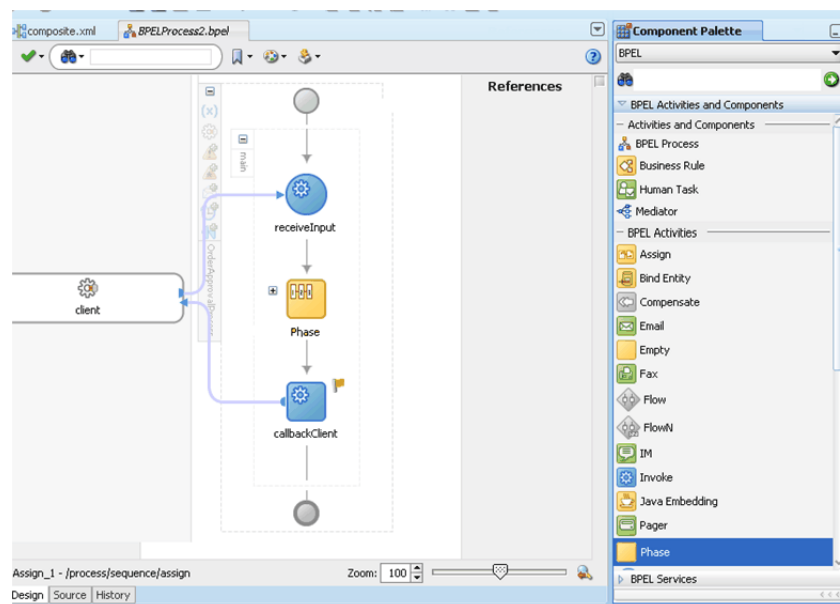 composite.xml
BPELProcess2.bpel
References
main
receiveInput
OrderApprovalProcess
client
Phase
callbackClient
Assign_1 - /process/sequence/assign
Zoom: 100
Design Source History
Component Palette
BPEL
BPEL Activities and Components
Activities and Components
BPEL Process
Business Rule
Human Task
Mediator
BPEL Activities
Assign
Bind Entity
Compensate
Email
Empty
Fax
Flow
FlowN
IM
Invoke
Java Embedding
Pager
Phase
BPEL Services